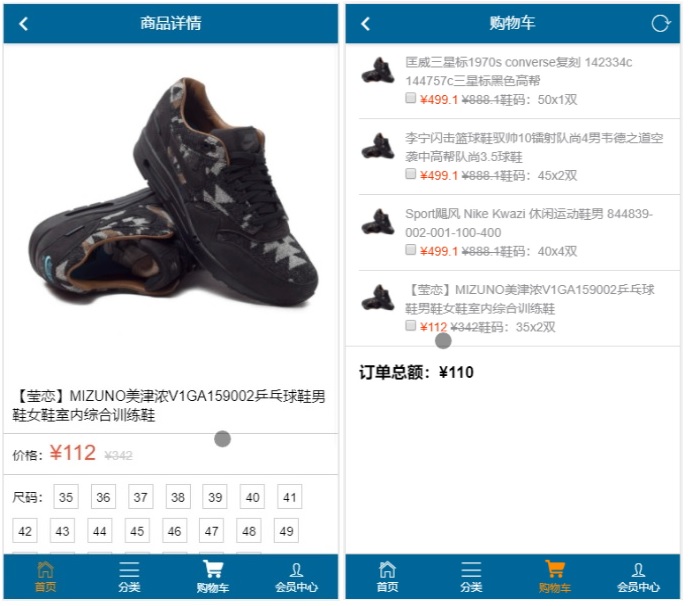 商品详情
【莹恋】MIZUNO美津浓V1GA159002乒乓球鞋男
鞋女鞋室内综合训练鞋
价格：¥112 ¥342
尺码： 35 36 37 38 39 40 41
42 43 44 45 46 47 48 49
首页 分类 购物车 会员中心
购物车
匡威三星标1970s converse复刻 142334c
144757c三星标黑色高帮
¥499.1 ¥888.1鞋码：50x1双
李宁闪击篮球鞋驭帅10镭射队尚4男韦德之道空
袭中高帮队尚3.5球鞋
¥499.1 ¥888.1鞋码：45x2双
Sport飓风 Nike Kwazi 休闲运动鞋男 844839-
002-001-100-400
¥499.1 ¥888.1鞋码：40x4双
【莹恋】MIZUNO美津浓V1GA159002乒乓球
鞋男鞋女鞋室内综合训练鞋
¥112 ¥342鞋码：35x2双
订单总额：¥110
首页 分类 购物车 会员中心